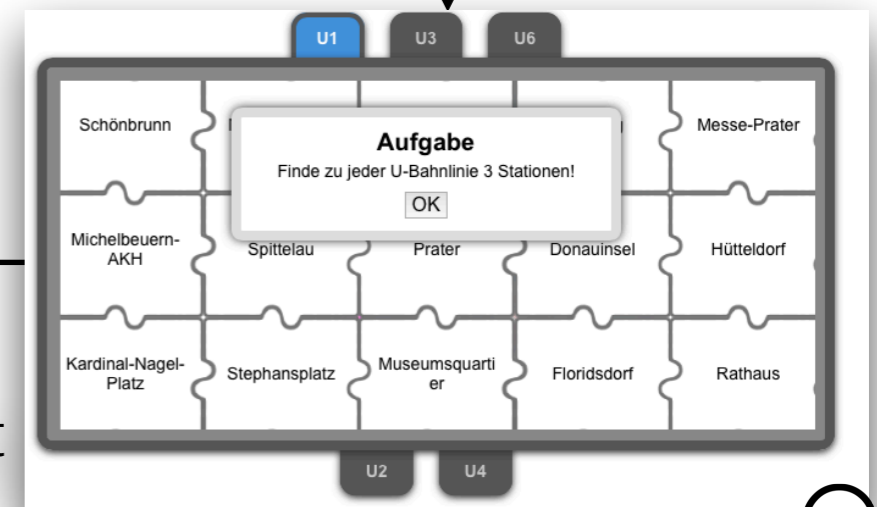 U1 U3 U6
Schönbrunn
Messe-Prater
Aufgabe
Finde zu jeder U-Bahnlinie 3 Stationen!
OK
Michelbeuern-
AKH
Spittelau
Prater
Donauinsel
Hütteldorf
Kardinal-Nagel-
Platz
Stephansplatz
Museumsquarti
er
Floridsdorf
Rathaus
U2 U4